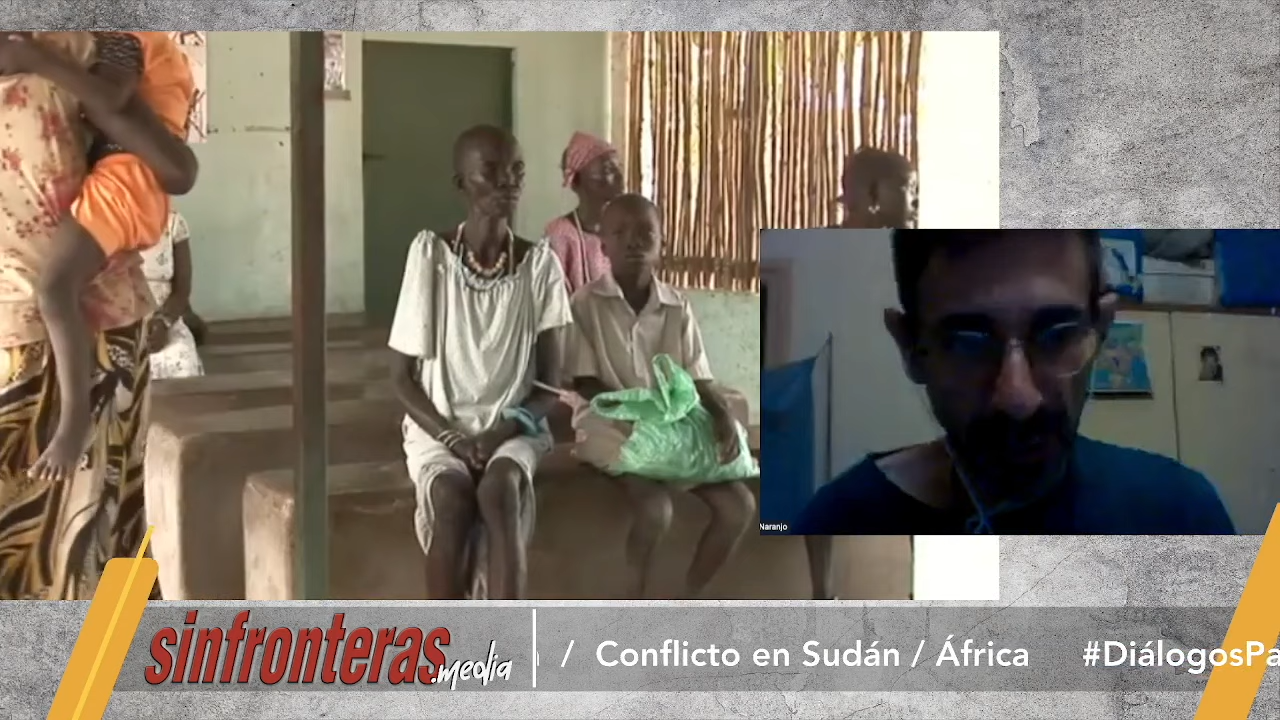 Naranjo
sinfronteras.media
/ Conflicto en Sudán / África #DiálogosPa